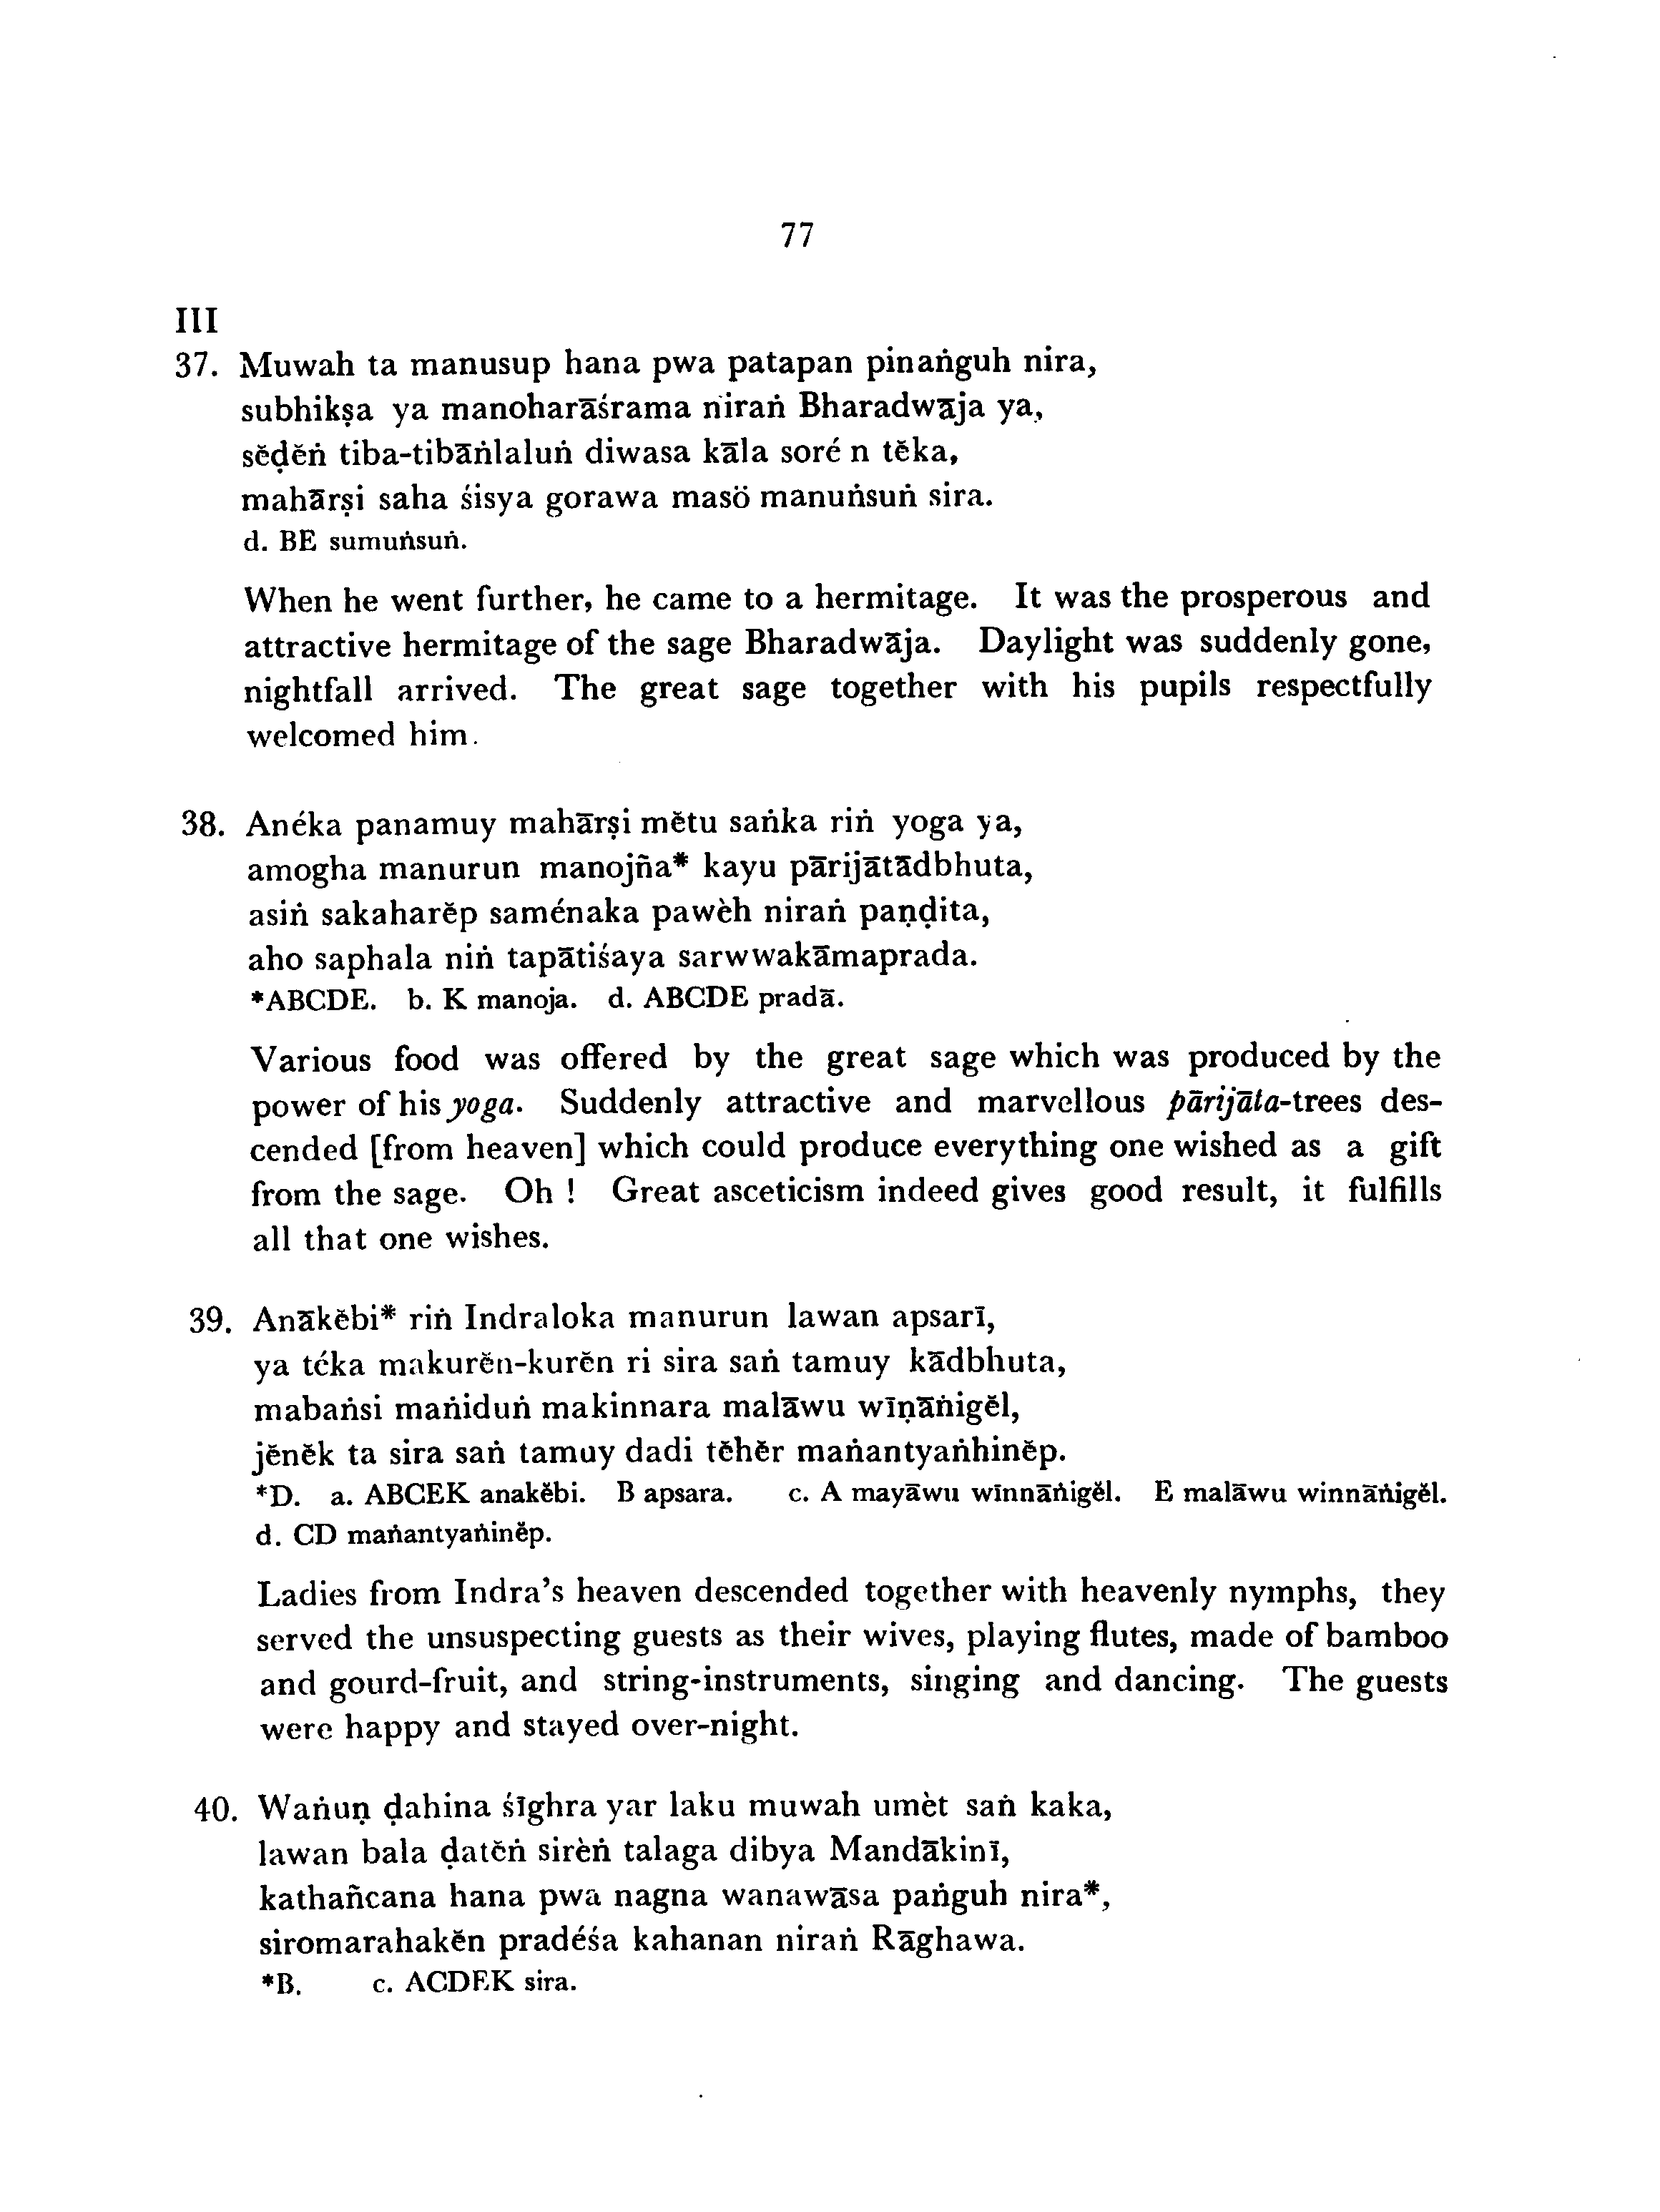 77
III
37. Muwah ta manusup hana pwa patapan pinaṅguh nira,
subhikṣa ya manoharāśrama niraṅ Bharadwāja ya,
sĕḍĕṅ tiba-tibāṅlaluṅ diwasa kāla soré n tĕka,
mahārṣi saha śisya gorawa masö manuṅsuṅ sira.
d. BE sumuṅsuṅ.
When he went further, he came to a hermitage. It was the prosperous and
attractive hermitage of the sage Bharadwāja. Daylight was suddenly gone,
nightfall arrived. The great sage together with his pupils respectfully
welcomed him.
38. Anéka panamuy mahārṣi mĕtu saṅka riṅ yoga ya,
amogha manurun manojña* kayu pārijātādbhuta,
asiṅ sakaharĕp saménaka pawèh niraṅ paṇḍita,
aho saphala niṅ tapātiśaya sarwwakāmaprada.
*ABCDE. b. K manoja. d. ABCDE pradā.
Various food was offered by the great sage which was produced by the
power of his yoga. Suddenly attractive and marvellous pārijāta-trees des-
cended [from heaven] which could produce everything one wished as a gift
from the sage. Oh ! Great asceticism indeed gives good result, it fulfills
all that one wishes.
39. Anākĕbi* riṅ Indraloka manurun lawan apsarī,
ya téka makurĕn-kurĕn ri sira saṅ tamuy kādbhuta,
mabaṅsi maṅiduṅ makinnara malāwu wīṇāṅigĕl,
jĕnĕk ta sira saṅ tamuy dadi tĕhĕr maṅantyaṅhinĕp.
*D. a. ABCEK anakĕbi. B apsara. c. A mayāwu wīnnāṅigĕl. E malāwu winnāṅigĕl.
d. CD maṅantyaṅinĕp.
Ladies from Indra's heaven descended together with heavenly nymphs, they
served the unsuspecting guests as their wives, playing flutes, made of bamboo
and gourd-fruit, and string-instruments, singing and dancing. The guests
were happy and stayed over-night.
40. Waṅuṇ ḍahina śīghra yar laku muwah umèt saṅ kaka,
lawan bala ḍatĕṅ sirèṅ talaga dibya Mandākinī,
kathañcana hana pwa nagna wanawāsa paṅguh nira*,
siromarahakĕn pradéśa kahanan niraṅ Rāghawa.
*B. c. ACDEK sira.